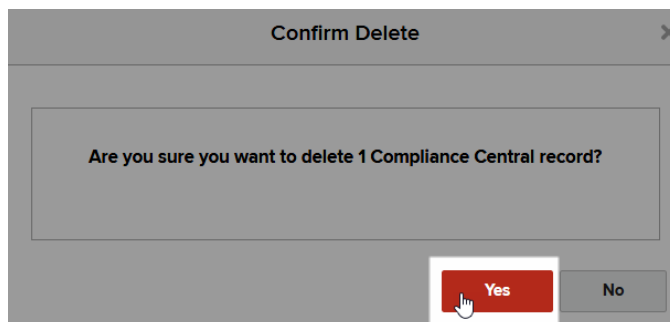 Confirm Delete
Are you sure you want to delete 1 Compliance Central record?
Yes
No